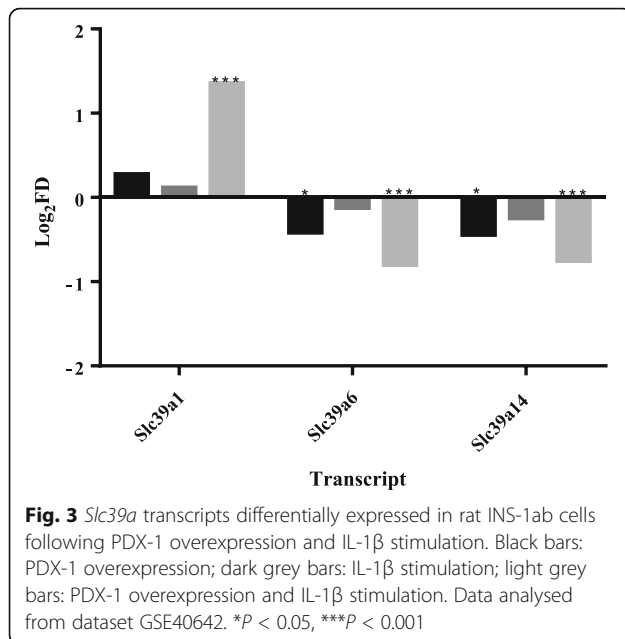 2
***
1
Log₂FD
0
* *** * ***
-1
-2
Slc39a1 Slc39a6 Slc39a14
Transcript
Fig. 3 Slc39a transcripts differentially expressed in rat INS-1ab cells
following PDX-1 overexpression and IL-1β stimulation. Black bars:
PDX-1 overexpression; dark grey bars: IL-1β stimulation; light grey
bars: PDX-1 overexpression and IL-1β stimulation. Data analysed
from dataset GSE40642. *P < 0.05, ***P < 0.001